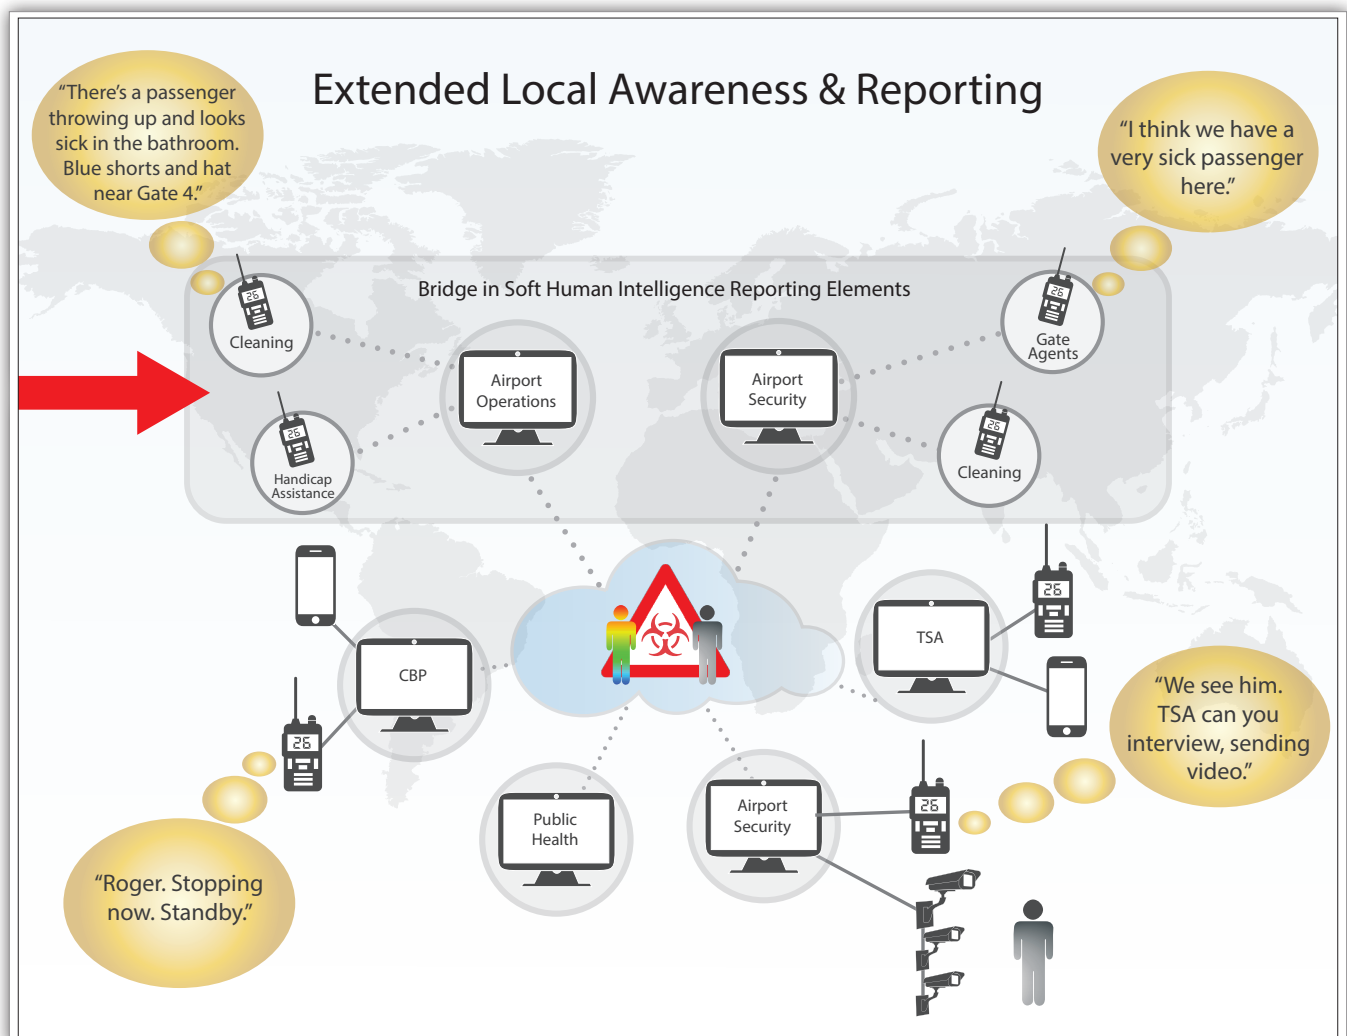 Extended Local Awareness & Reporting
“There’s a passenger
throwing up and looks
sick in the bathroom.
Blue shorts and hat
near Gate 4.”
“I think we have a
very sick passenger
here.”
Bridge in Soft Human Intelligence Reporting Elements
26
Cleaning
Airport
Operations
26
Handicap
Assistance
Airport
Security
26
Gate
Agents
26
Cleaning
CBP
26
TSA
26
“We see him.
TSA can you
interview, sending
video.”
Public
Health
Airport
Security
26
“Roger. Stopping
now. Standby.”